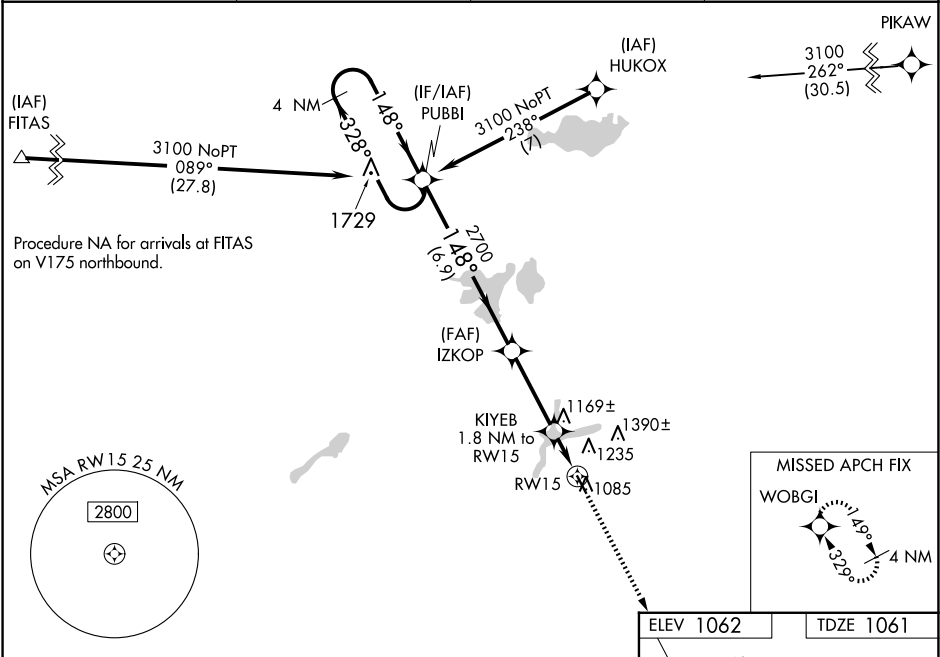 PIKAW
3100
262°
(30.5)
(IAF)
HUKOX
3100 NoPT
238°
(7)
(IF/IAF)
PUBBI
4 NM
148°
328°
(IAF)
FITAS
3100 NoPT
089°
(27.8)
1729
Procedure NA for arrivals at FITAS
on V175 northbound.
2700
148°
(6.9)
(FAF)
IZKOP
KIYEB
1.8 NM to
RW15
1169±
1390±
1235
RW15
1085
MSA RW15 25 NM
2800
MISSED APCH FIX
WOBGI
149°
329°
4 NM
ELEV 1062
TDZE 1061